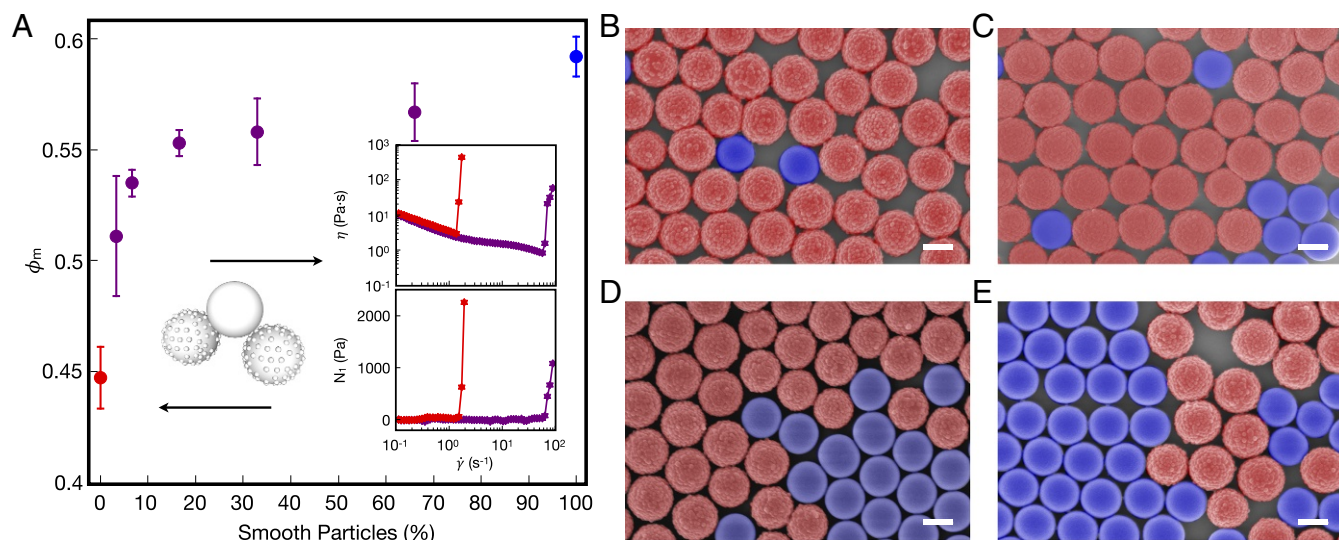 A
B
C
D
E
0.6
0.55
0.5
0.45
0.4
ϕm
0 10 20 30 40 50 60 70 80 90 100
Smooth Particles (%)
10³
10²
10¹
10⁰
10⁻¹
η (Pa·s)
2000
1000
0
N₁ (Pa)
10⁻¹ 10⁰ 10¹ 10²
γ̇ (s⁻¹)